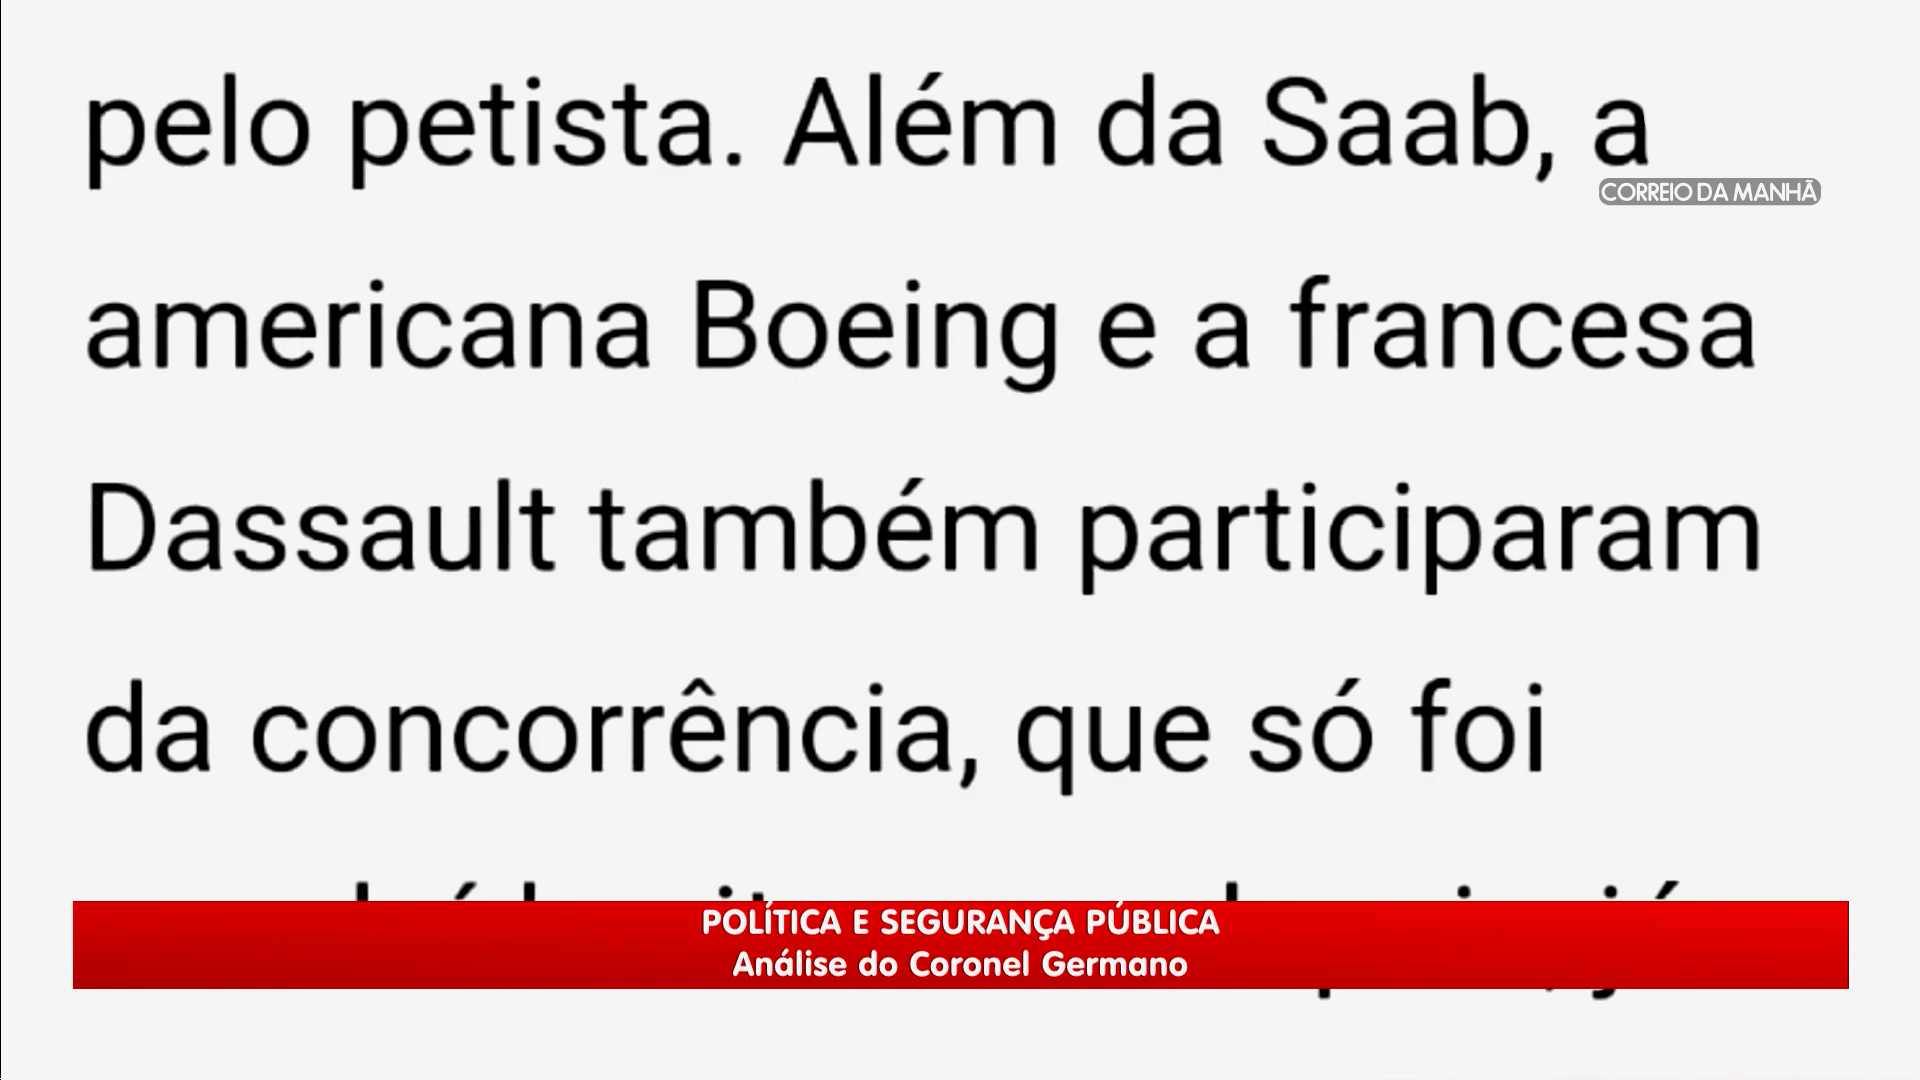 pelo petista. Além da Saab, a
CORREIO DA MANHÃ
americana Boeing e a francesa
Dassault também participaram
da concorrência, que só foi
POLÍTICA E SEGURANÇA PÚBLICA
Análise do Coronel Germano